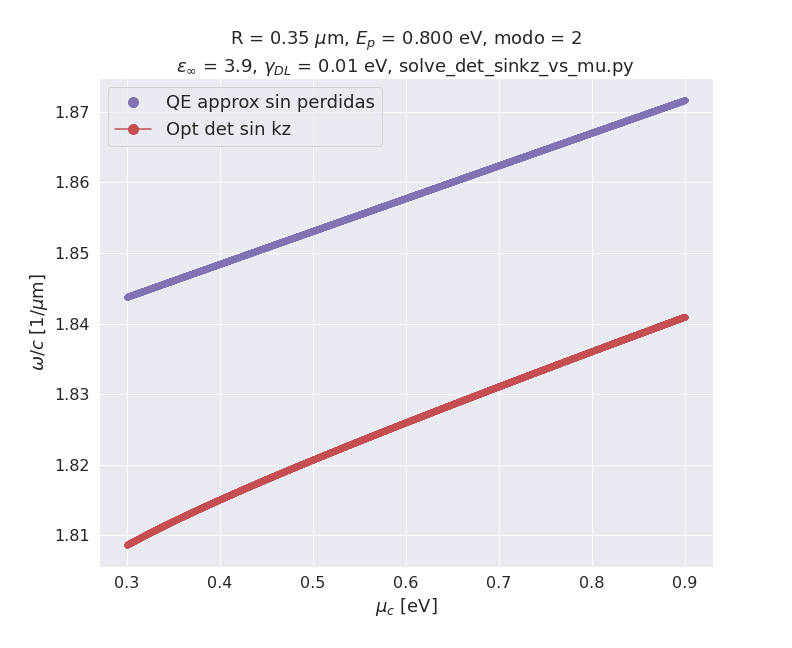 R = 0.35 μm, E_p = 0.800 eV, modo = 2
ε_∞ = 3.9, γ_DL = 0.01 eV, solve_det_sinkz_vs_mu.py
QE approx sin perdidas
Opt det sin kz
1.87
1.86
1.85
1.84
1.83
1.82
1.81
ω/c [1/μm]
0.3 0.4 0.5 0.6 0.7 0.8 0.9
μ_c [eV]